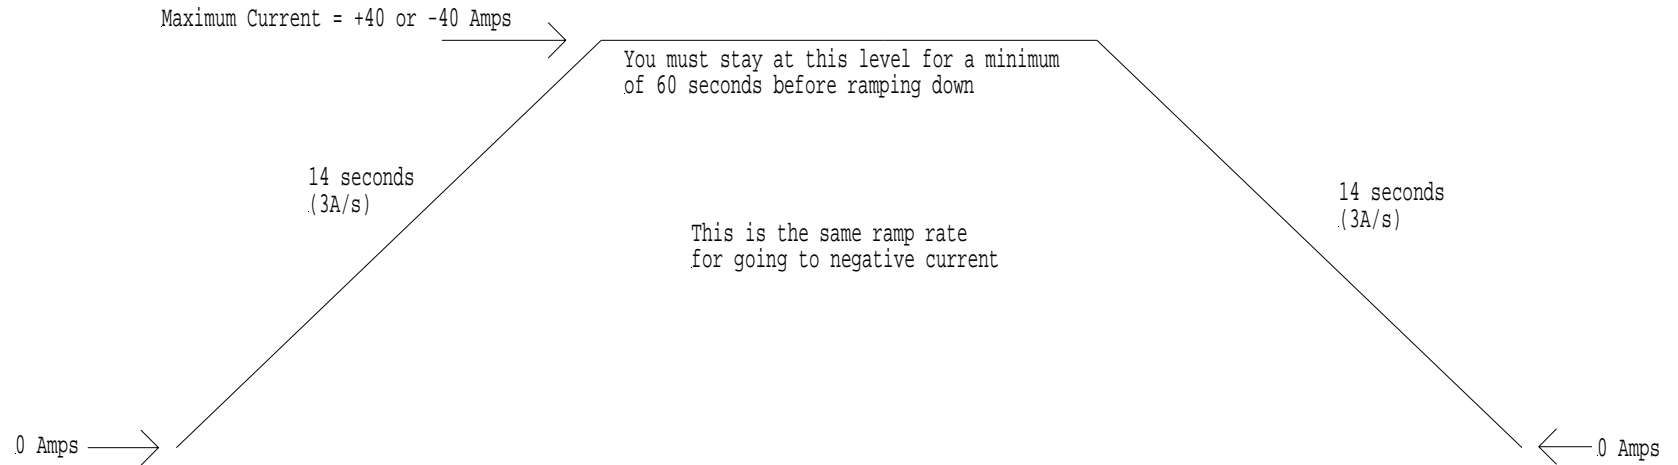 Maximum Current = +40 or -40 Amps
You must stay at this level for a minimum
of 60 seconds before ramping down
14 seconds
(3A/s)
14 seconds
(3A/s)
This is the same ramp rate
for going to negative current
0 Amps
0 Amps